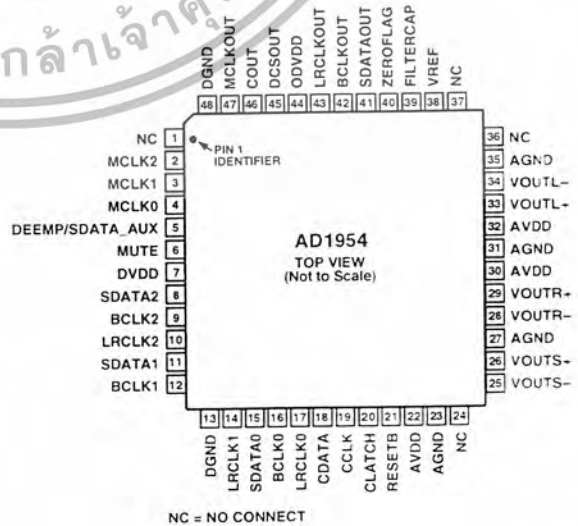 กล้าเจ้าคุ
48 DGND
47 MCLKOUT
46 COUT
45 DCSOUT
44 ODVDD
43 LRCLKOUT
42 BCLKOUT
41 SDATAOUT
40 ZEROFLAG
39 FILTERCAP
38 VREF
37 NC
NC 1
MCLK2 2
MCLK1 3
MCLK0 4
DEEMP/SDATA_AUX 5
MUTE 6
DVDD 7
SDATA2 8
BCLK2 9
LRCLK2 10
SDATA1 11
BCLK1 12
PIN 1
IDENTIFIER
AD1954
TOP VIEW
(Not to Scale)
36 NC
35 AGND
34 VOUTL–
33 VOUTL+
32 AVDD
31 AGND
30 AVDD
29 VOUTR+
28 VOUTR–
27 AGND
26 VOUTS+
25 VOUTS–
13 DGND
14 LRCLK1
15 SDATA0
16 BCLK0
17 LRCLK0
18 CDATA
19 CCLK
20 CLATCH
21 RESETB
22 AVDD
23 AGND
24 NC
NC = NO CONNECT